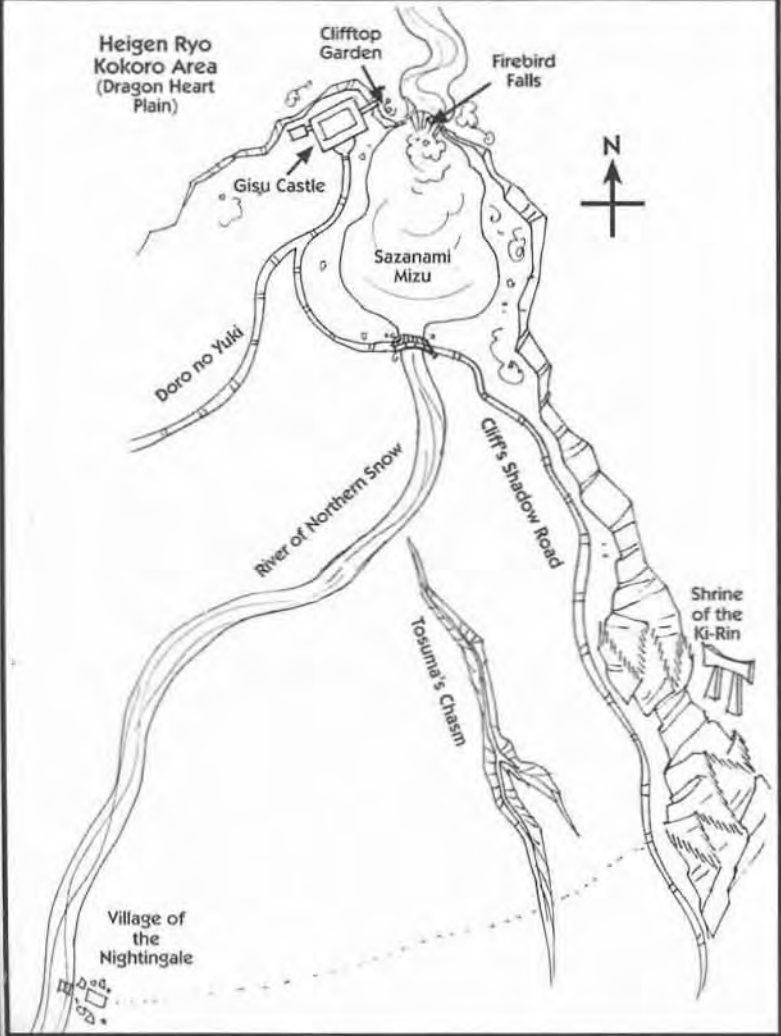 Heigen Ryo
Kokoro Area
(Dragon Heart
Plain)
Clifftop
Garden
Firebird
Falls
N
Gisu Castle
Sazanami
Mizu
Doro no Yuki
River of Northern Snow
Cliff's Shadow Road
Tosuma's Chasm
Shrine
of the
Ki-Rin
Village of
the
Nightingale